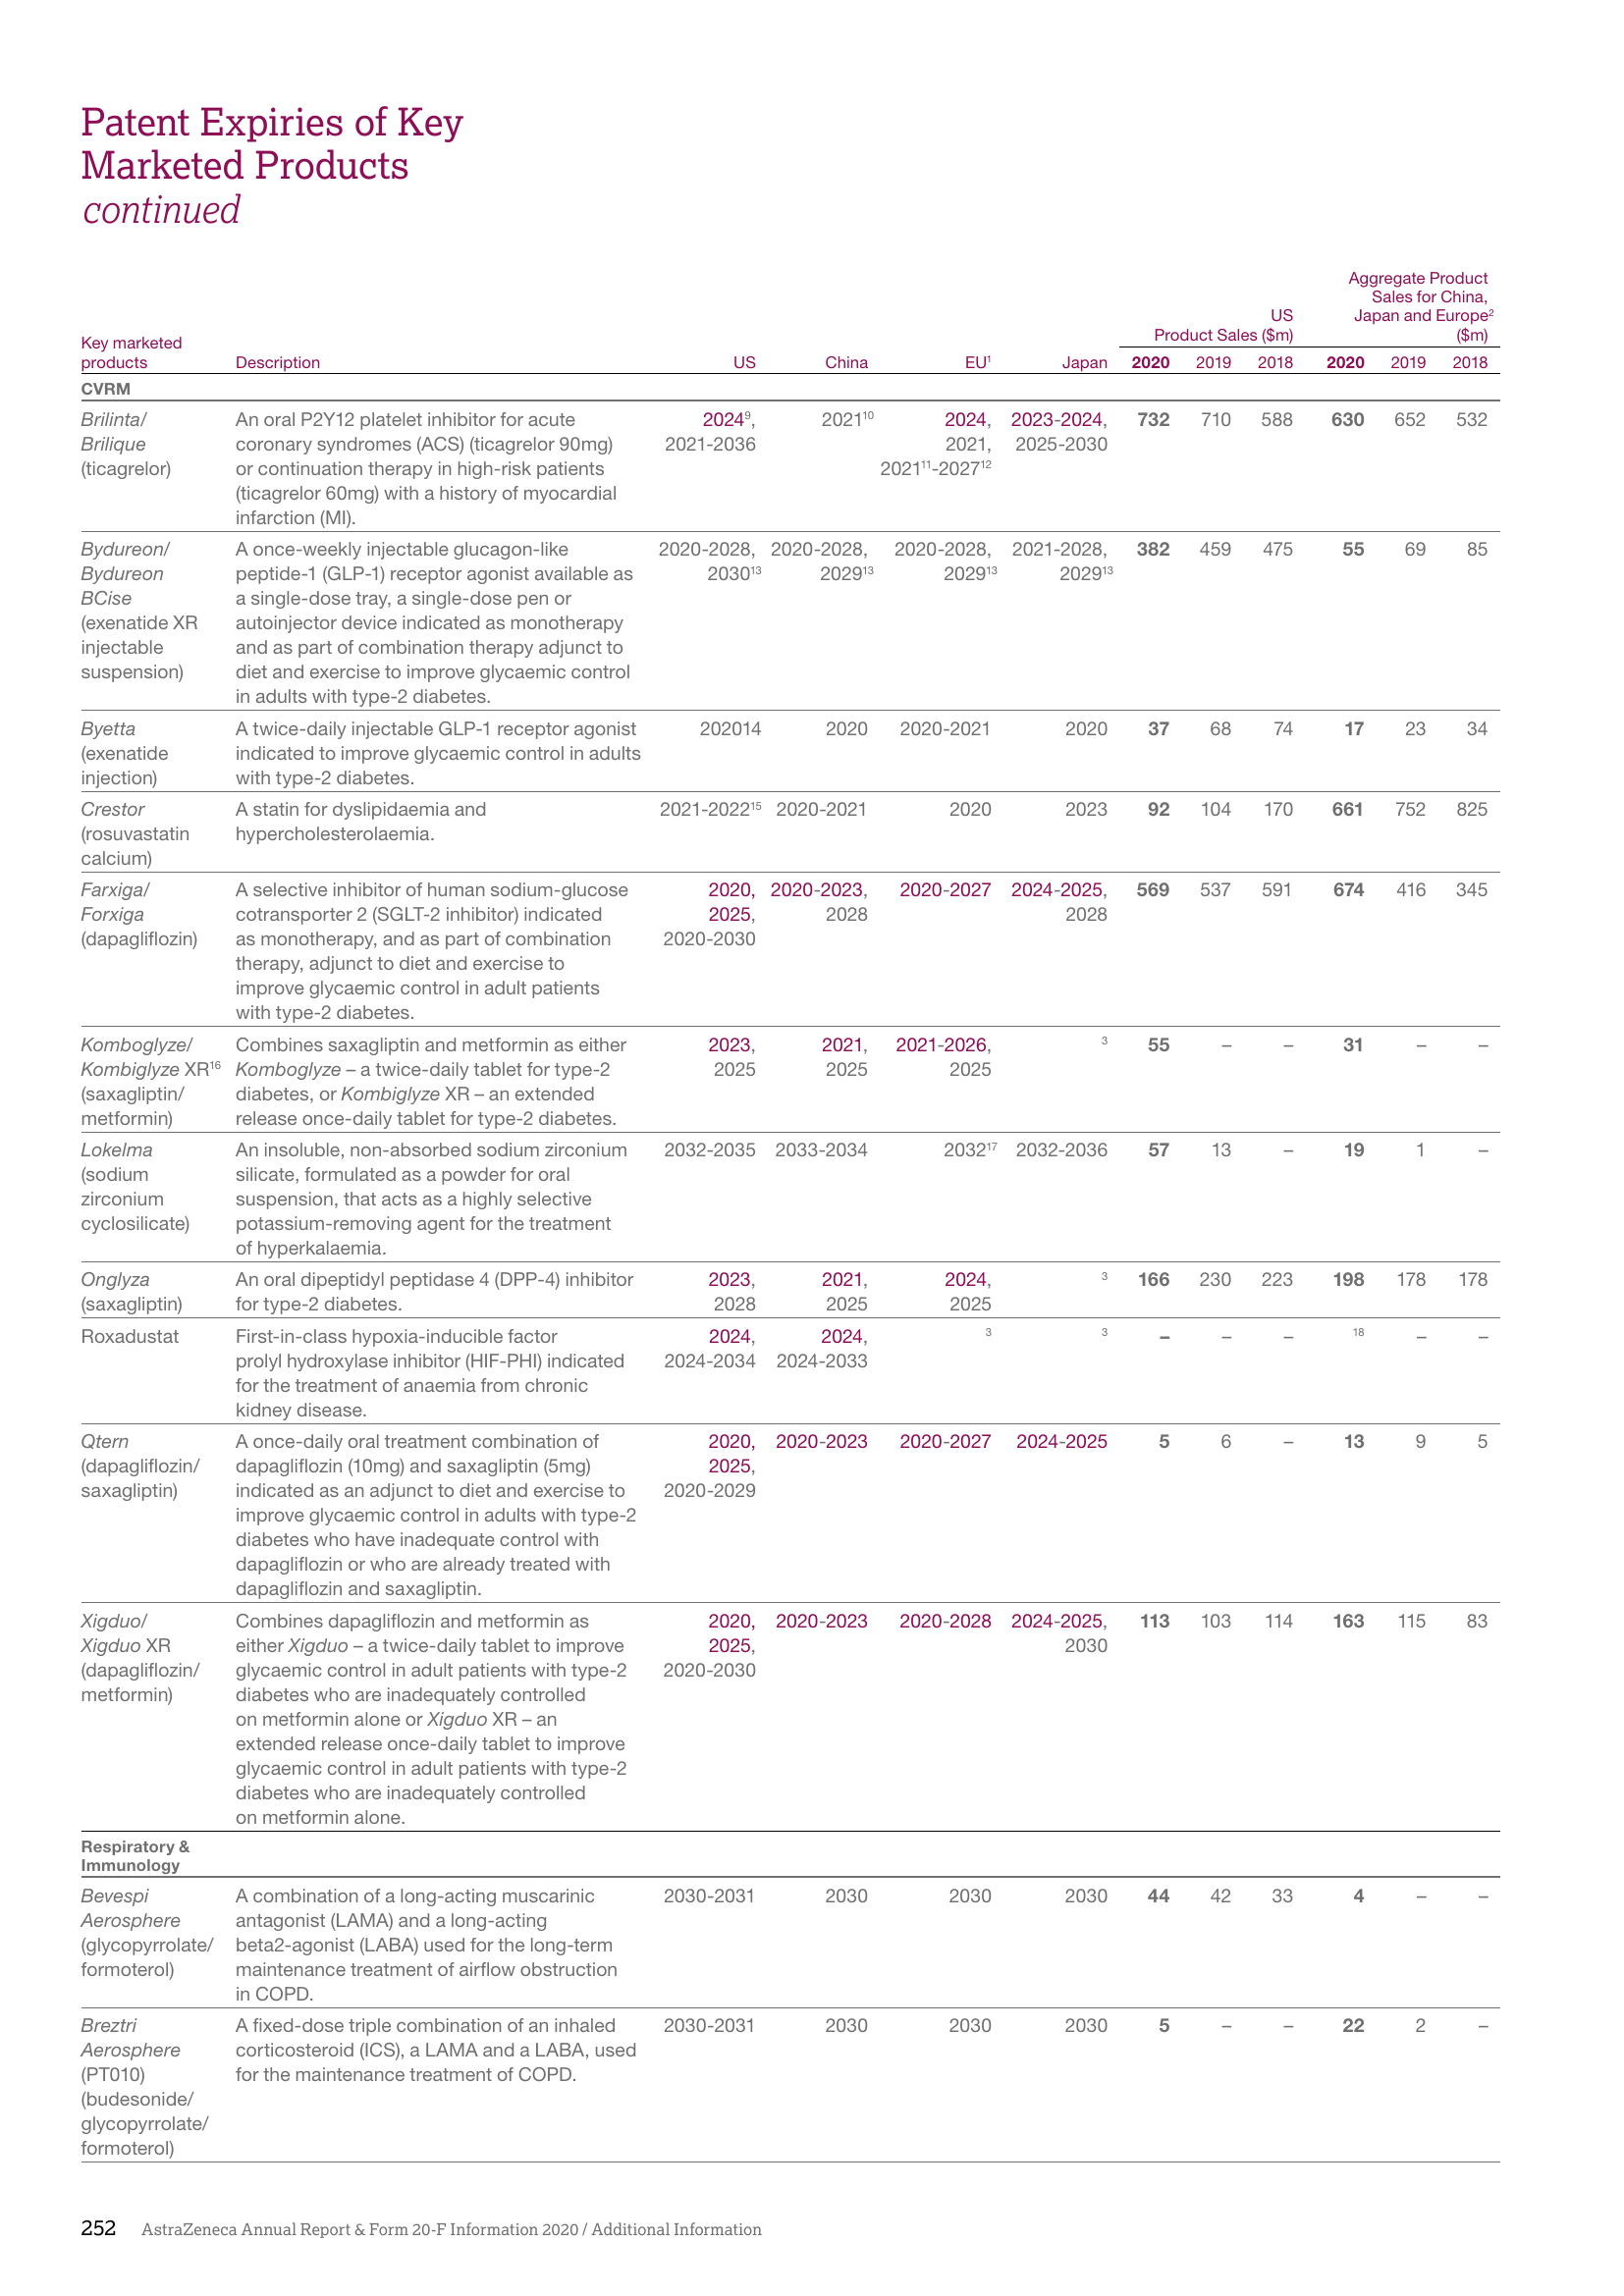 Patent Expiries of Key
Marketed Products
continued
Aggregate Product
Sales for China,
US Japan and Europe²
Key marketed Product Sales ($m) ($m)
products Description US China EU¹ Japan 2020 2019 2018 2020 2019 2018
CVRM
Brilinta/ An oral P2Y12 platelet inhibitor for acute 2024⁹, 2021¹⁰ 2024, 2023-2024, 732 710 588 630 652 532
Brilique coronary syndromes (ACS) (ticagrelor 90mg) 2021-2036 2021, 2025-2030
(ticagrelor) or continuation therapy in high-risk patients 2021¹¹-2027¹²
(ticagrelor 60mg) with a history of myocardial
infarction (MI).
Bydureon/ A once-weekly injectable glucagon-like 2020-2028, 2020-2028, 2020-2028, 2021-2028, 382 459 475 55 69 85
Bydureon peptide-1 (GLP-1) receptor agonist available as 2030¹³ 2029¹³ 2029¹³ 2029¹³
BCise a single-dose tray, a single-dose pen or
(exenatide XR autoinjector device indicated as monotherapy
injectable and as part of combination therapy adjunct to
suspension) diet and exercise to improve glycaemic control
in adults with type-2 diabetes.
Byetta A twice-daily injectable GLP-1 receptor agonist 202014 2020 2020-2021 2020 37 68 74 17 23 34
(exenatide indicated to improve glycaemic control in adults
injection) with type-2 diabetes.
Crestor A statin for dyslipidaemia and 2021-2022¹⁵ 2020-2021 2020 2023 92 104 170 661 752 825
(rosuvastatin hypercholesterolaemia.
calcium)
Farxiga/ A selective inhibitor of human sodium-glucose 2020, 2020-2023, 2020-2027 2024-2025, 569 537 591 674 416 345
Forxiga cotransporter 2 (SGLT-2 inhibitor) indicated 2025, 2028 2028
(dapagliflozin) as monotherapy, and as part of combination 2020-2030
therapy, adjunct to diet and exercise to
improve glycaemic control in adult patients
with type-2 diabetes.
Komboglyze/ Combines saxagliptin and metformin as either 2023, 2021, 2021-2026, ³ 55 – – 31 – –
Kombiglyze XR¹⁶ Komboglyze – a twice-daily tablet for type-2 2025 2025 2025
(saxagliptin/ diabetes, or Kombiglyze XR – an extended
metformin) release once-daily tablet for type-2 diabetes.
Lokelma An insoluble, non-absorbed sodium zirconium 2032-2035 2033-2034 2032¹⁷ 2032-2036 57 13 – 19 1 –
(sodium silicate, formulated as a powder for oral
zirconium suspension, that acts as a highly selective
cyclosilicate) potassium-removing agent for the treatment
of hyperkalaemia.
Onglyza An oral dipeptidyl peptidase 4 (DPP-4) inhibitor 2023, 2021, 2024, ³ 166 230 223 198 178 178
(saxagliptin) for type-2 diabetes. 2028 2025 2025
Roxadustat First-in-class hypoxia-inducible factor 2024, 2024, ³ ³ – – – ¹⁸ – –
prolyl hydroxylase inhibitor (HIF-PHI) indicated 2024-2034 2024-2033
for the treatment of anaemia from chronic
kidney disease.
Qtern A once-daily oral treatment combination of 2020, 2020-2023 2020-2027 2024-2025 5 6 – 13 9 5
(dapagliflozin/ dapagliflozin (10mg) and saxagliptin (5mg) 2025,
saxagliptin) indicated as an adjunct to diet and exercise to 2020-2029
improve glycaemic control in adults with type-2
diabetes who have inadequate control with
dapagliflozin or who are already treated with
dapagliflozin and saxagliptin.
Xigduo/ Combines dapagliflozin and metformin as 2020, 2020-2023 2020-2028 2024-2025, 113 103 114 163 115 83
Xigduo XR either Xigduo – a twice-daily tablet to improve 2025, 2030
(dapagliflozin/ glycaemic control in adult patients with type-2 2020-2030
metformin) diabetes who are inadequately controlled
on metformin alone or Xigduo XR – an
extended release once-daily tablet to improve
glycaemic control in adult patients with type-2
diabetes who are inadequately controlled
on metformin alone.
Respiratory &
Immunology
Bevespi A combination of a long-acting muscarinic 2030-2031 2030 2030 2030 44 42 33 4 – –
Aerosphere antagonist (LAMA) and a long-acting
(glycopyrrolate/ beta2-agonist (LABA) used for the long-term
formoterol) maintenance treatment of airflow obstruction
in COPD.
Breztri A fixed-dose triple combination of an inhaled 2030-2031 2030 2030 2030 5 – – 22 2 –
Aerosphere corticosteroid (ICS), a LAMA and a LABA, used
(PT010) for the maintenance treatment of COPD.
(budesonide/
glycopyrrolate/
formoterol)
252 AstraZeneca Annual Report & Form 20-F Information 2020 / Additional Information